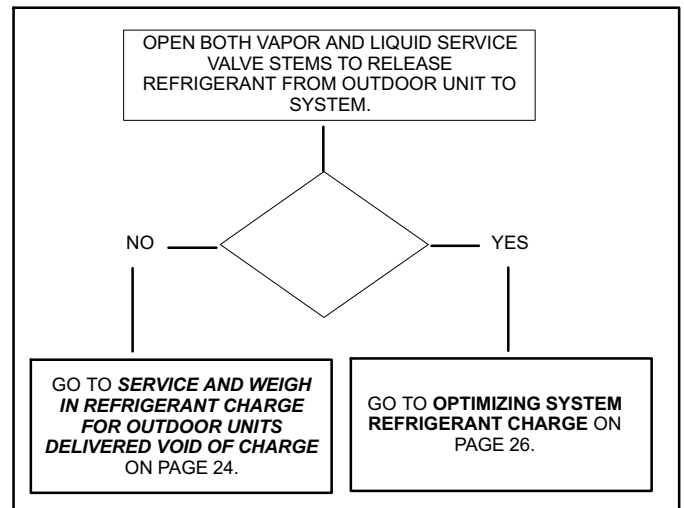 OPEN BOTH VAPOR AND LIQUID SERVICE
VALVE STEMS TO RELEASE
REFRIGERANT FROM OUTDOOR UNIT TO
SYSTEM.
NO
YES
GO TO SERVICE AND WEIGH
IN REFRIGERANT CHARGE
FOR OUTDOOR UNITS
DELIVERED VOID OF CHARGE
ON PAGE 24.
GO TO OPTIMIZING SYSTEM
REFRIGERANT CHARGE ON
PAGE 26.